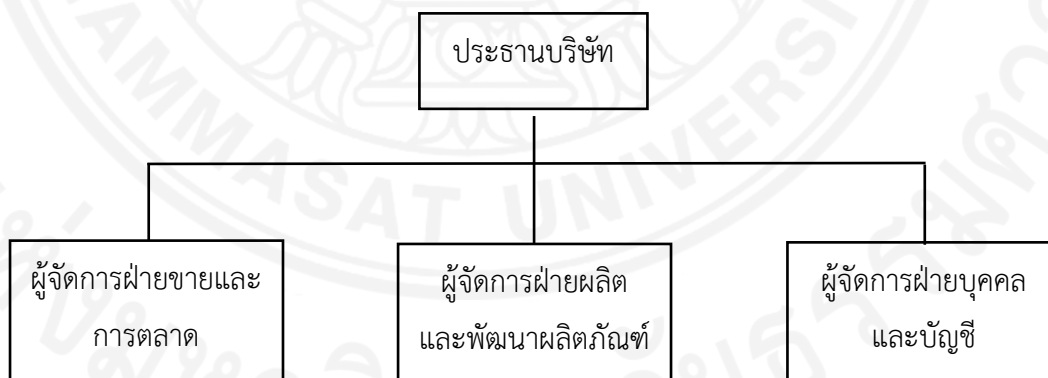 ประธานบริษัท
ผู้จัดการฝ่ายขายและ
การตลาด
ผู้จัดการฝ่ายผลิต
และพัฒนาผลิตภัณฑ์
ผู้จัดการฝ่ายบุคคล
และบัญชี
AMMASAT UNIVERS